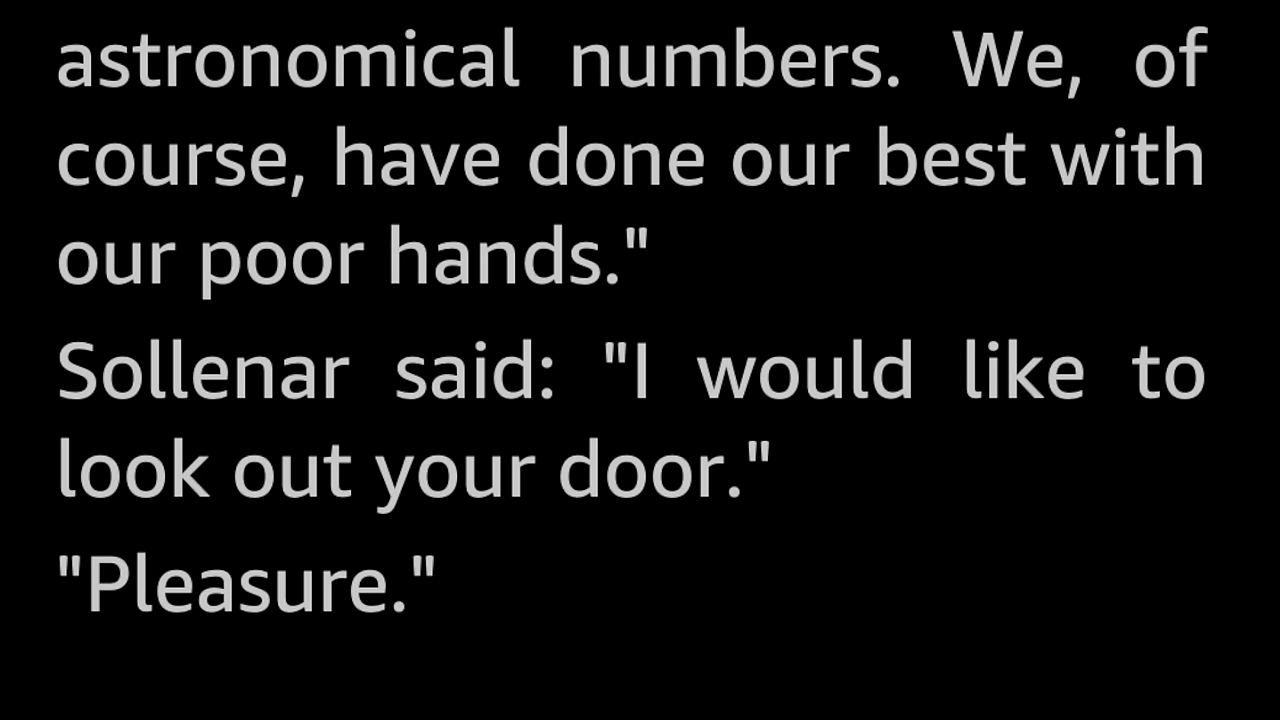 astronomical numbers. We, of
course, have done our best with
our poor hands."
Sollenar said: "I would like to
look out your door."
"Pleasure."